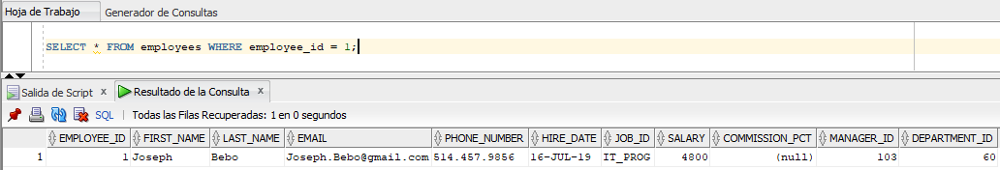 Hoja de Trabajo Generador de Consultas
SELECT * FROM employees WHERE employee_id = 1;
Salida de Script x Resultado de la Consulta x
SQL | Todas las Filas Recuperadas: 1 en 0 segundos
EMPLOYEE_ID FIRST_NAME LAST_NAME EMAIL PHONE_NUMBER HIRE_DATE JOB_ID SALARY COMMISSION_PCT MANAGER_ID DEPARTMENT_ID
1 1 Joseph Bebo Joseph.Bebo@gmail.com 514.457.9856 16-JUL-19 IT_PROG 4800 (null) 103 60